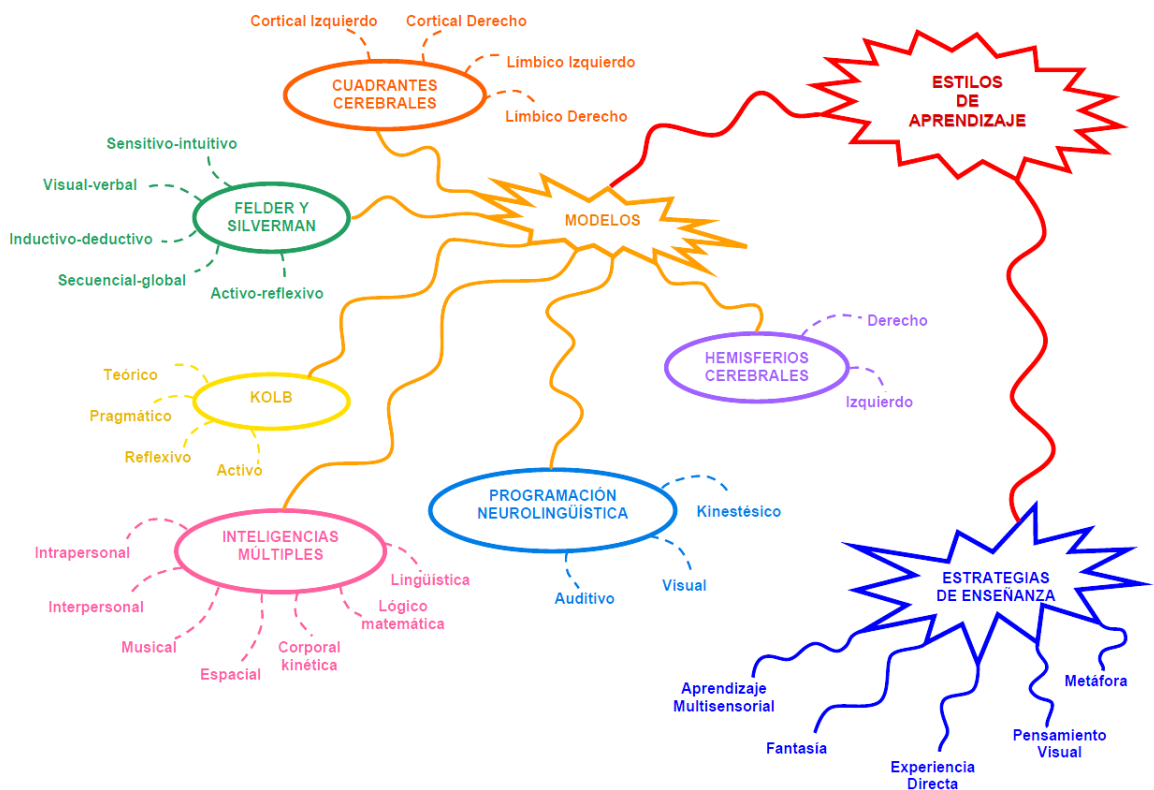 ESTILOS
DE
APRENDIZAJE
MODELOS
CUADRANTES
CEREBRALES
Cortical Izquierdo
Cortical Derecho
Límbico Izquierdo
Límbico Derecho
FELDER Y
SILVERMAN
Sensitivo-intuitivo
Visual-verbal
Inductivo-deductivo
Secuencial-global
Activo-reflexivo
KOLB
Teórico
Pragmático
Reflexivo
Activo
INTELIGENCIAS
MÚLTIPLES
Intrapersonal
Interpersonal
Musical
Espacial
Corporal
kinética
Lógico
matemática
Lingüística
PROGRAMACIÓN
NEUROLINGÜÍSTICA
Kinestésico
Visual
Auditivo
HEMISFERIOS
CEREBRALES
Derecho
Izquierdo
ESTRATEGIAS
DE ENSEÑANZA
Aprendizaje
Multisensorial
Fantasía
Experiencia
Directa
Pensamiento
Visual
Metáfora